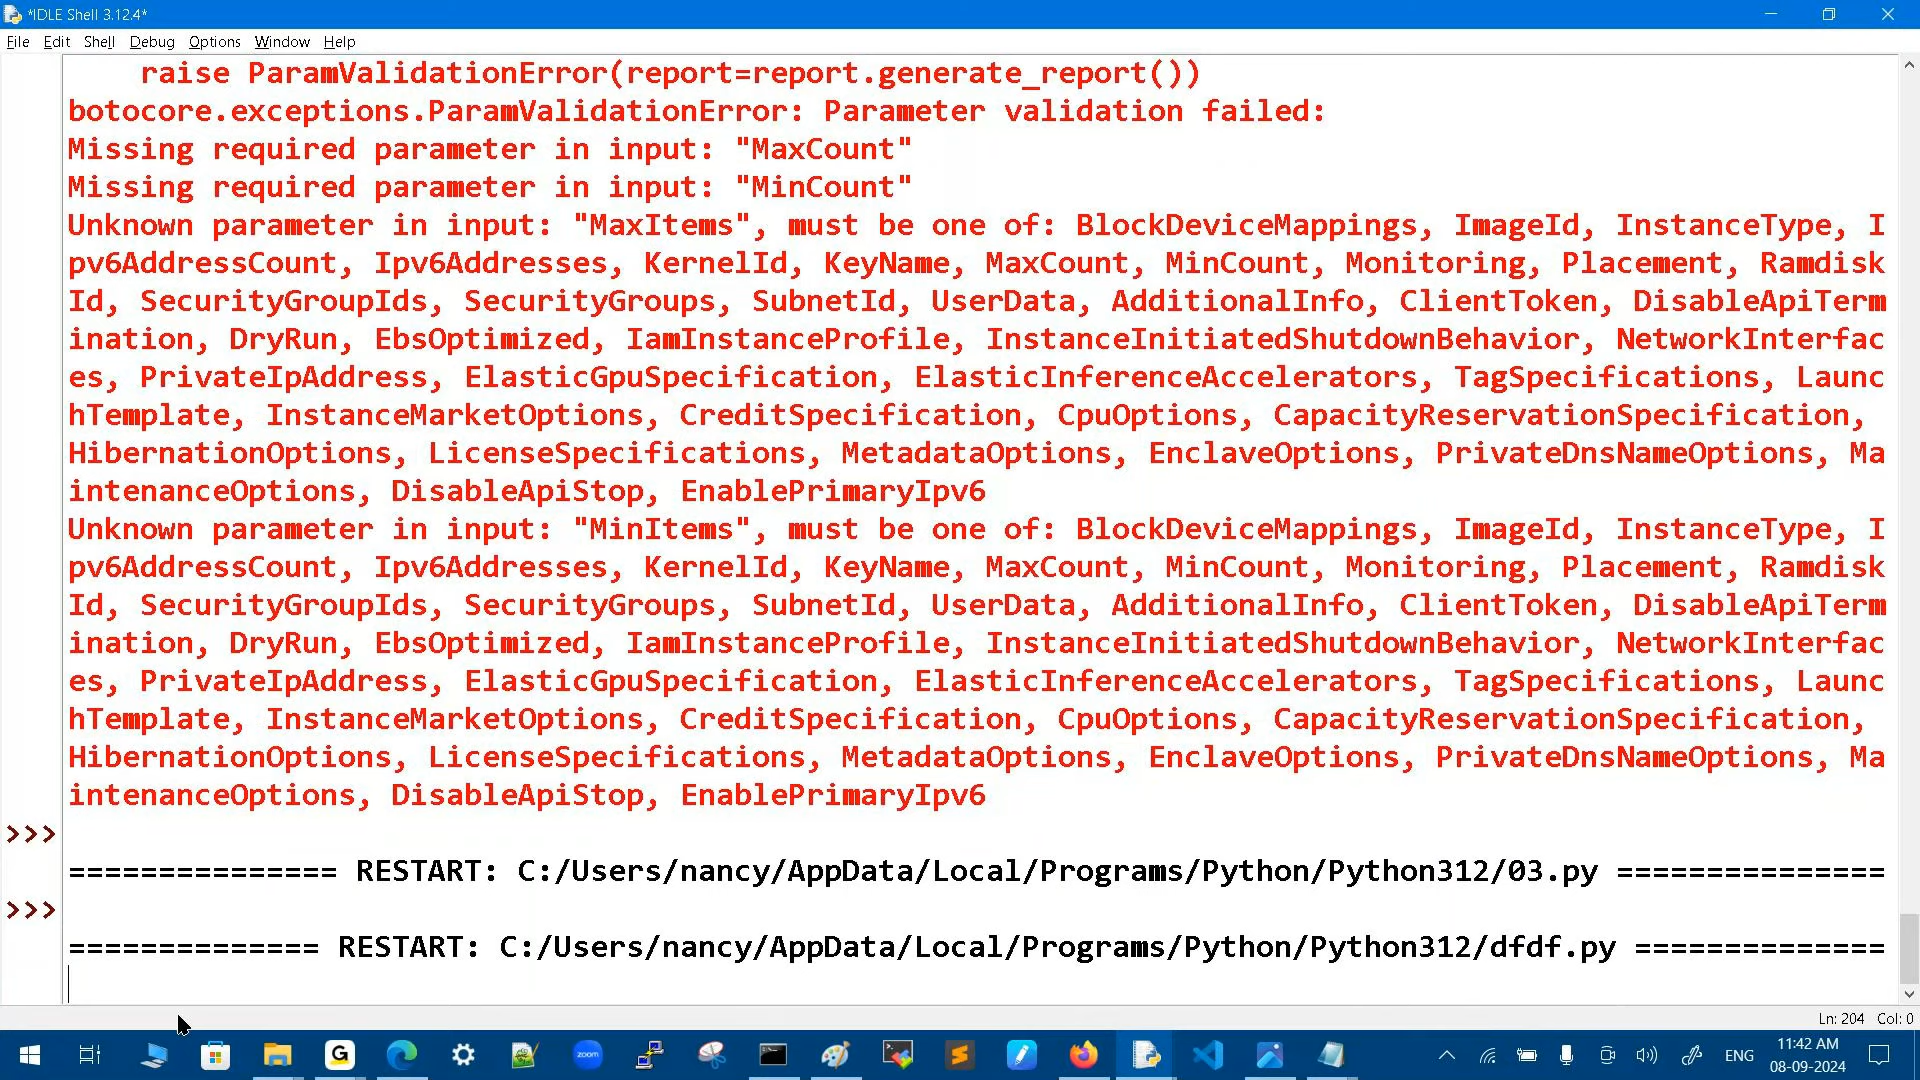 *IDLE Shell 3.12.4*
File Edit Shell Debug Options Window Help
raise ParamValidationError(report=report.generate_report())
botocore.exceptions.ParamValidationError: Parameter validation failed:
Missing required parameter in input: "MaxCount"
Missing required parameter in input: "MinCount"
Unknown parameter in input: "MaxItems", must be one of: BlockDeviceMappings, ImageId, InstanceType, I
pv6AddressCount, Ipv6Addresses, KernelId, KeyName, MaxCount, MinCount, Monitoring, Placement, Ramdisk
Id, SecurityGroupIds, SecurityGroups, SubnetId, UserData, AdditionalInfo, ClientToken, DisableApiTerm
ination, DryRun, EbsOptimized, IamInstanceProfile, InstanceInitiatedShutdownBehavior, NetworkInterfac
es, PrivateIpAddress, ElasticGpuSpecification, ElasticInferenceAccelerators, TagSpecifications, Launc
hTemplate, InstanceMarketOptions, CreditSpecification, CpuOptions, CapacityReservationSpecification,
HibernationOptions, LicenseSpecifications, MetadataOptions, EnclaveOptions, PrivateDnsNameOptions, Ma
intenanceOptions, DisableApiStop, EnablePrimaryIpv6
Unknown parameter in input: "MinItems", must be one of: BlockDeviceMappings, ImageId, InstanceType, I
pv6AddressCount, Ipv6Addresses, KernelId, KeyName, MaxCount, MinCount, Monitoring, Placement, Ramdisk
Id, SecurityGroupIds, SecurityGroups, SubnetId, UserData, AdditionalInfo, ClientToken, DisableApiTerm
ination, DryRun, EbsOptimized, IamInstanceProfile, InstanceInitiatedShutdownBehavior, NetworkInterfac
es, PrivateIpAddress, ElasticGpuSpecification, ElasticInferenceAccelerators, TagSpecifications, Launc
hTemplate, InstanceMarketOptions, CreditSpecification, CpuOptions, CapacityReservationSpecification,
HibernationOptions, LicenseSpecifications, MetadataOptions, EnclaveOptions, PrivateDnsNameOptions, Ma
intenanceOptions, DisableApiStop, EnablePrimaryIpv6
>>>
=============== RESTART: C:/Users/nancy/AppData/Local/Programs/Python/Python312/03.py ===============
>>>
============== RESTART: C:/Users/nancy/AppData/Local/Programs/Python/Python312/dfdf.py ==============
Ln: 204 Col: 0
zoom
ENG
11:42 AM
08-09-2024